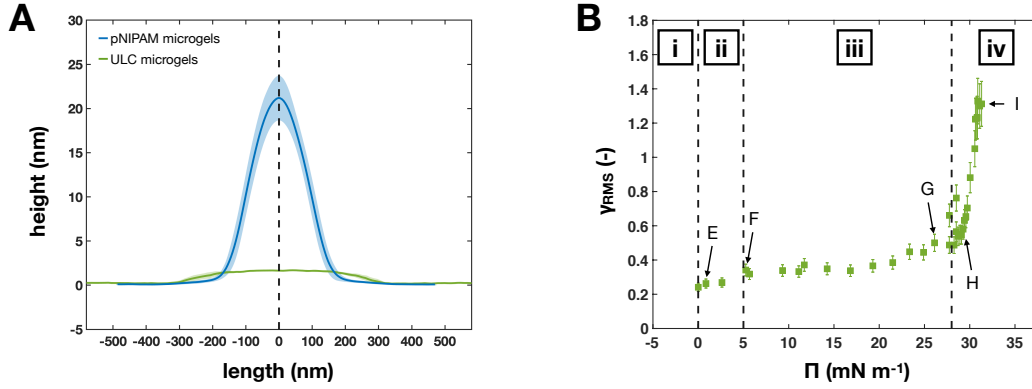 A
pNIPAM microgels
ULC microgels
30
25
20
15
10
5
0
-5
height (nm)
-500 -400 -300 -200 -100 0 100 200 300 400 500
length (nm)
B
i ii iii iv
1.8
1.6
1.4
1.2
1.0
0.8
0.6
0.4
0.2
0
γRMS (-)
E
F
G
H
I
-5 0 5 10 15 20 25 30 35
Π (mN m⁻¹)